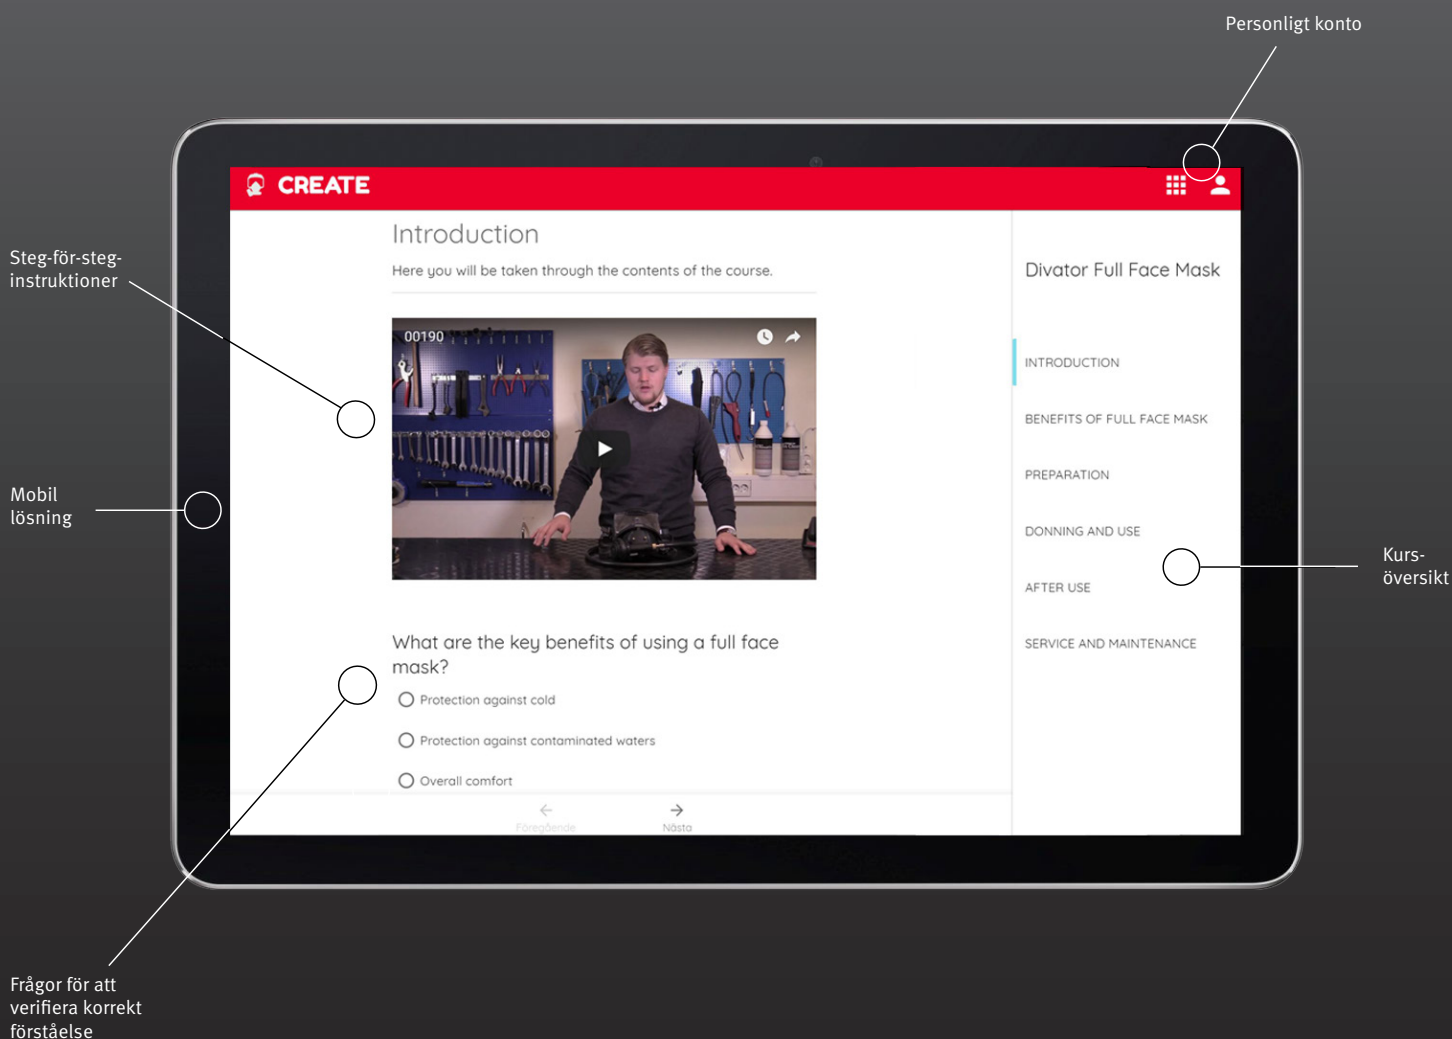 Personligt konto
CREATE
Steg-för-steg-
instruktioner
Introduction
Here you will be taken through the contents of the course.
Divator Full Face Mask
00190
INTRODUCTION
BENEFITS OF FULL FACE MASK
PREPARATION
DONNING AND USE
AFTER USE
SERVICE AND MAINTENANCE
Mobil
lösning
Kurs-
översikt
What are the key benefits of using a full face
mask?
Protection against cold
Protection against contaminated waters
Overall comfort
Föregående
Nästa
Frågor för att
verifiera korrekt
förståelse